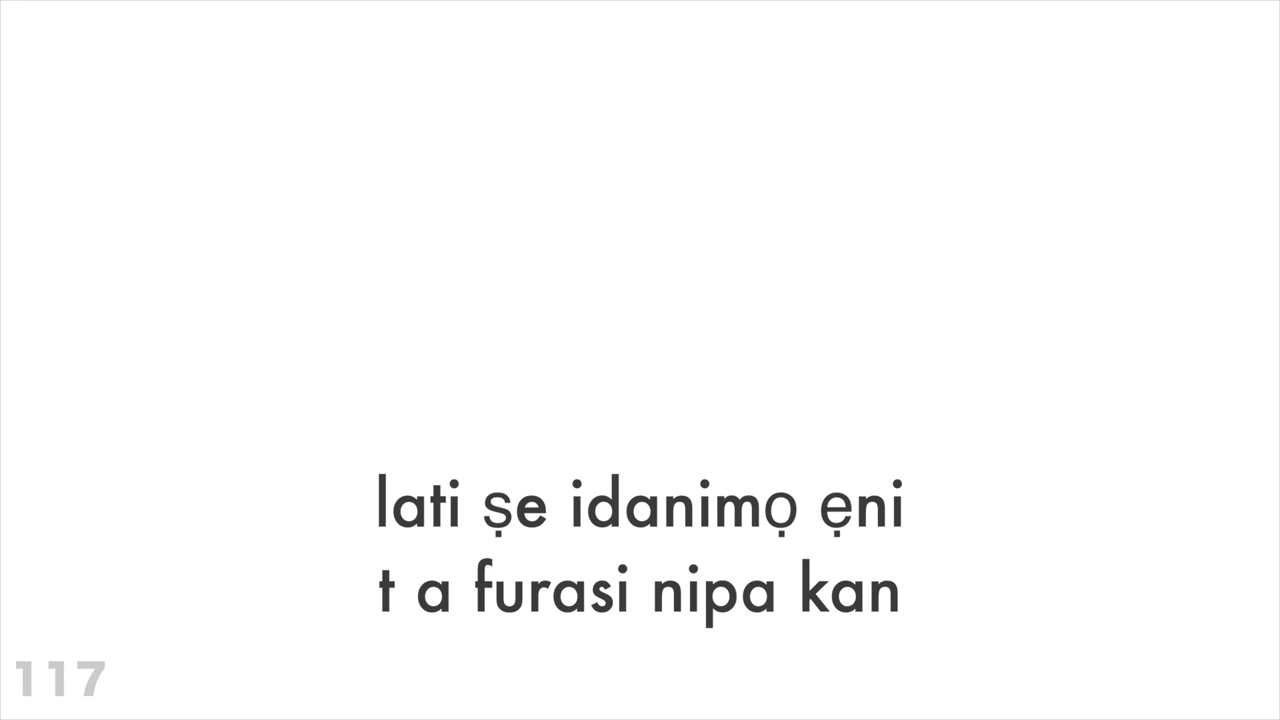 lati ṣe idanimọ ẹni
t a furasi nipa kan
117